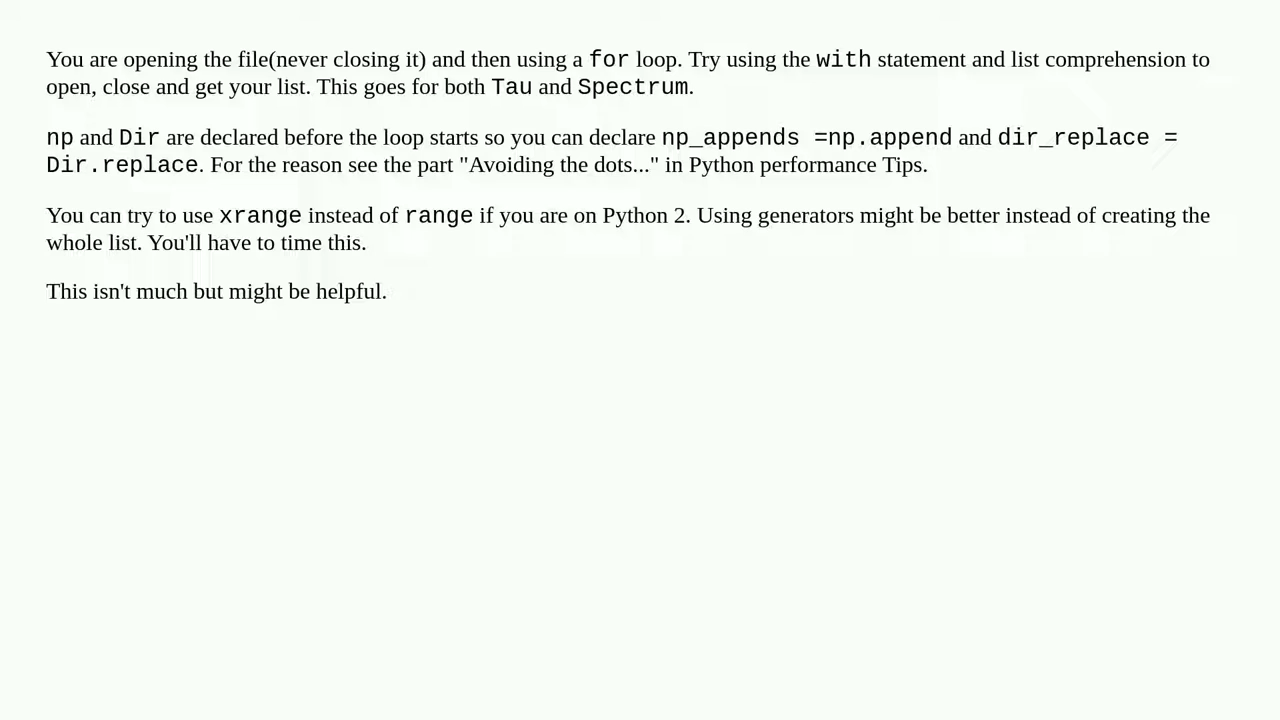 You are opening the file(never closing it) and then using a for loop. Try using the with statement and list comprehension to
open, close and get your list. This goes for both Tau and Spectrum.
np and Dir are declared before the loop starts so you can declare np_appends =np.append and dir_replace =
Dir.replace. For the reason see the part "Avoiding the dots..." in Python performance Tips.
You can try to use xrange instead of range if you are on Python 2. Using generators might be better instead of creating the
whole list. You'll have to time this.
This isn't much but might be helpful.